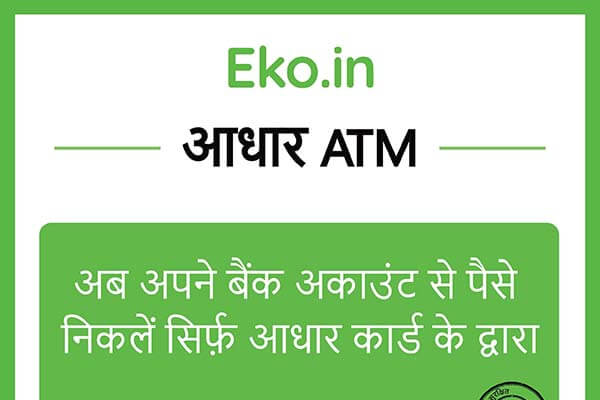 Eko.in
आधार ATM
अब अपने बैंक अकाउंट से पैसे
निकलें सिर्फ़ आधार कार्ड के द्वारा